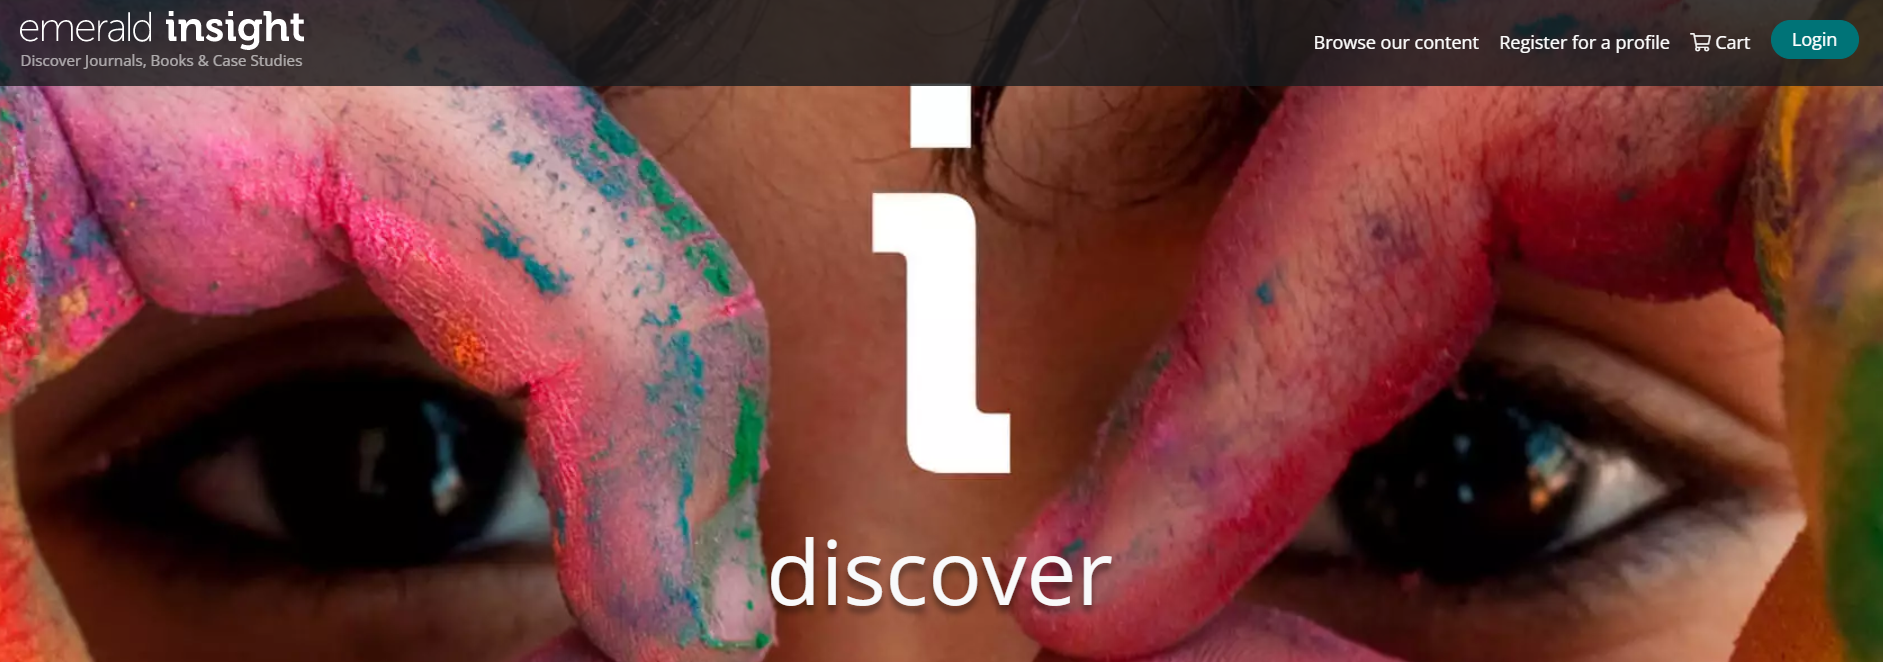 emerald insight
Discover Journals, Books & Case Studies
Browse our content
Register for a profile
Cart
Login
i
discover